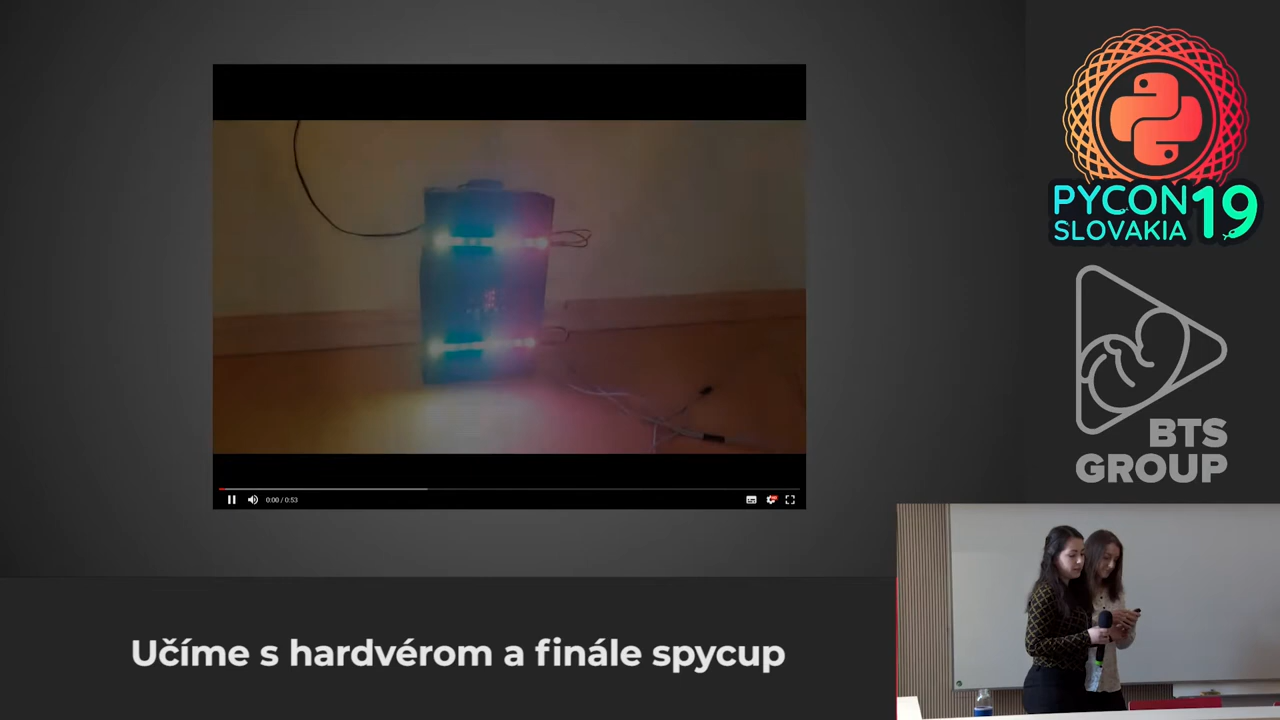 PYCON 19
SLOVAKIA
BTS
GROUP
0:00 / 0:53
Učíme s hardvérom a finále spycup